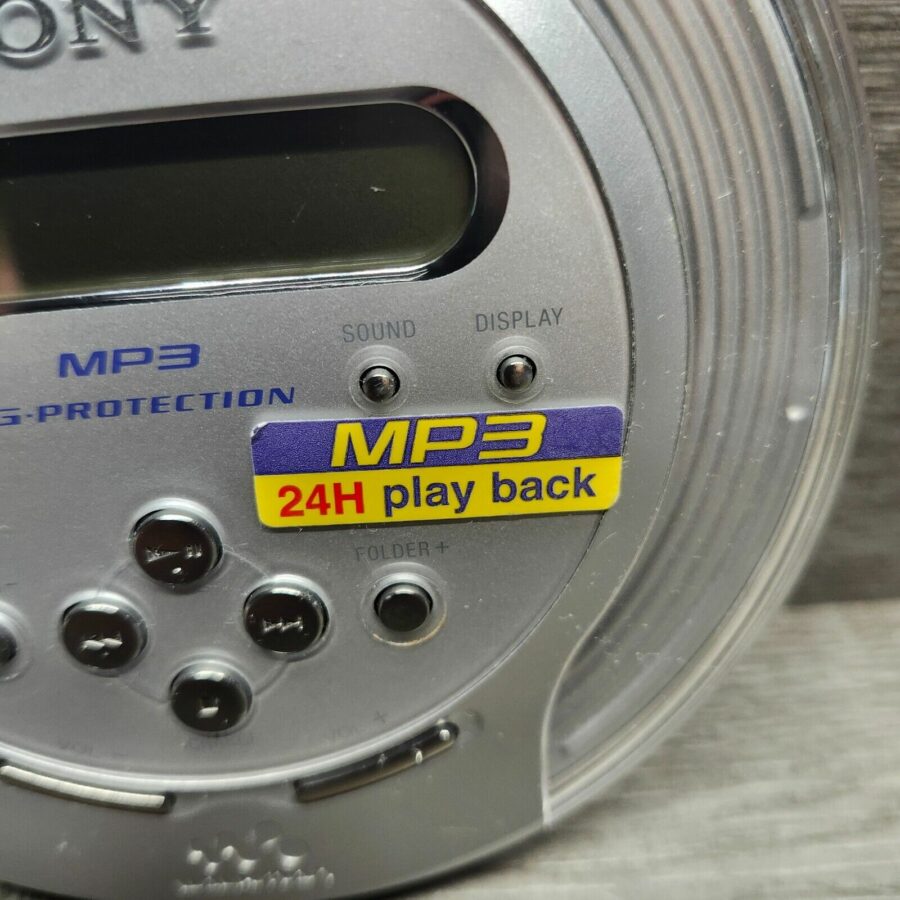 ONY
SOUND DISPLAY
MP3
G-PROTECTION
MP3
24H play back
FOLDER +